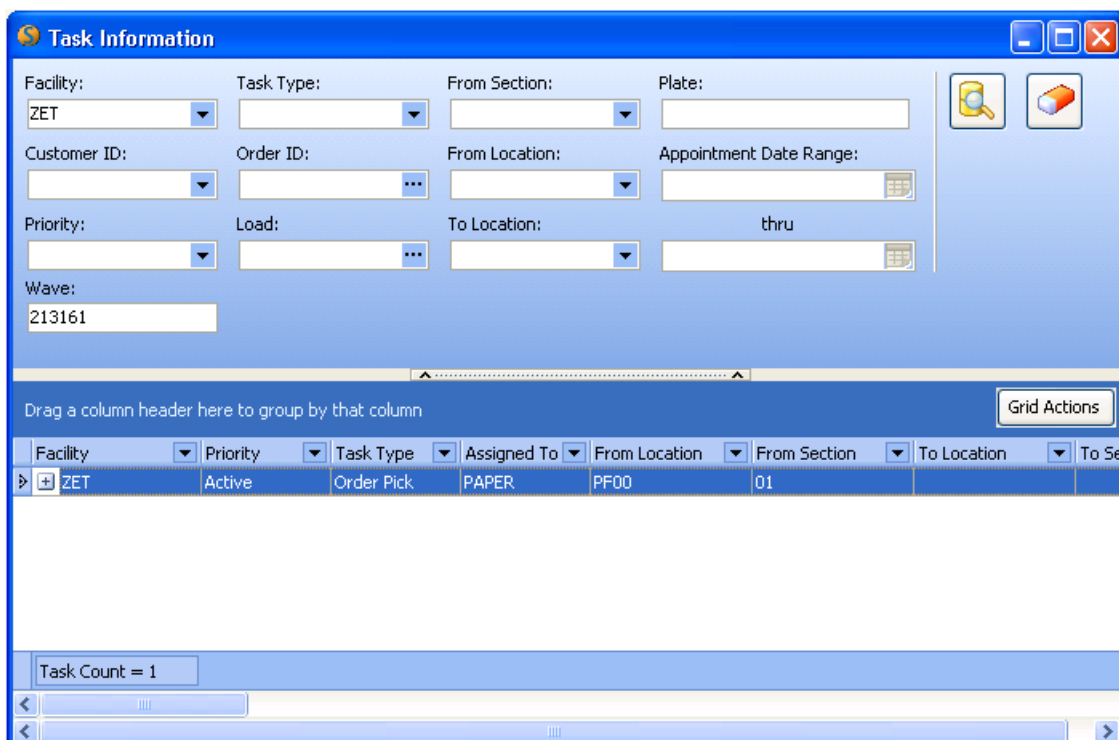 Task Information
Facility: Task Type: From Section: Plate:
ZET
Customer ID: Order ID: From Location: Appointment Date Range:
Priority: Load: To Location: thru
Wave:
213161
Drag a column header here to group by that column Grid Actions
Facility Priority Task Type Assigned To From Location From Section To Location To Se
ZET Active Order Pick PAPER PF00 01
Task Count = 1